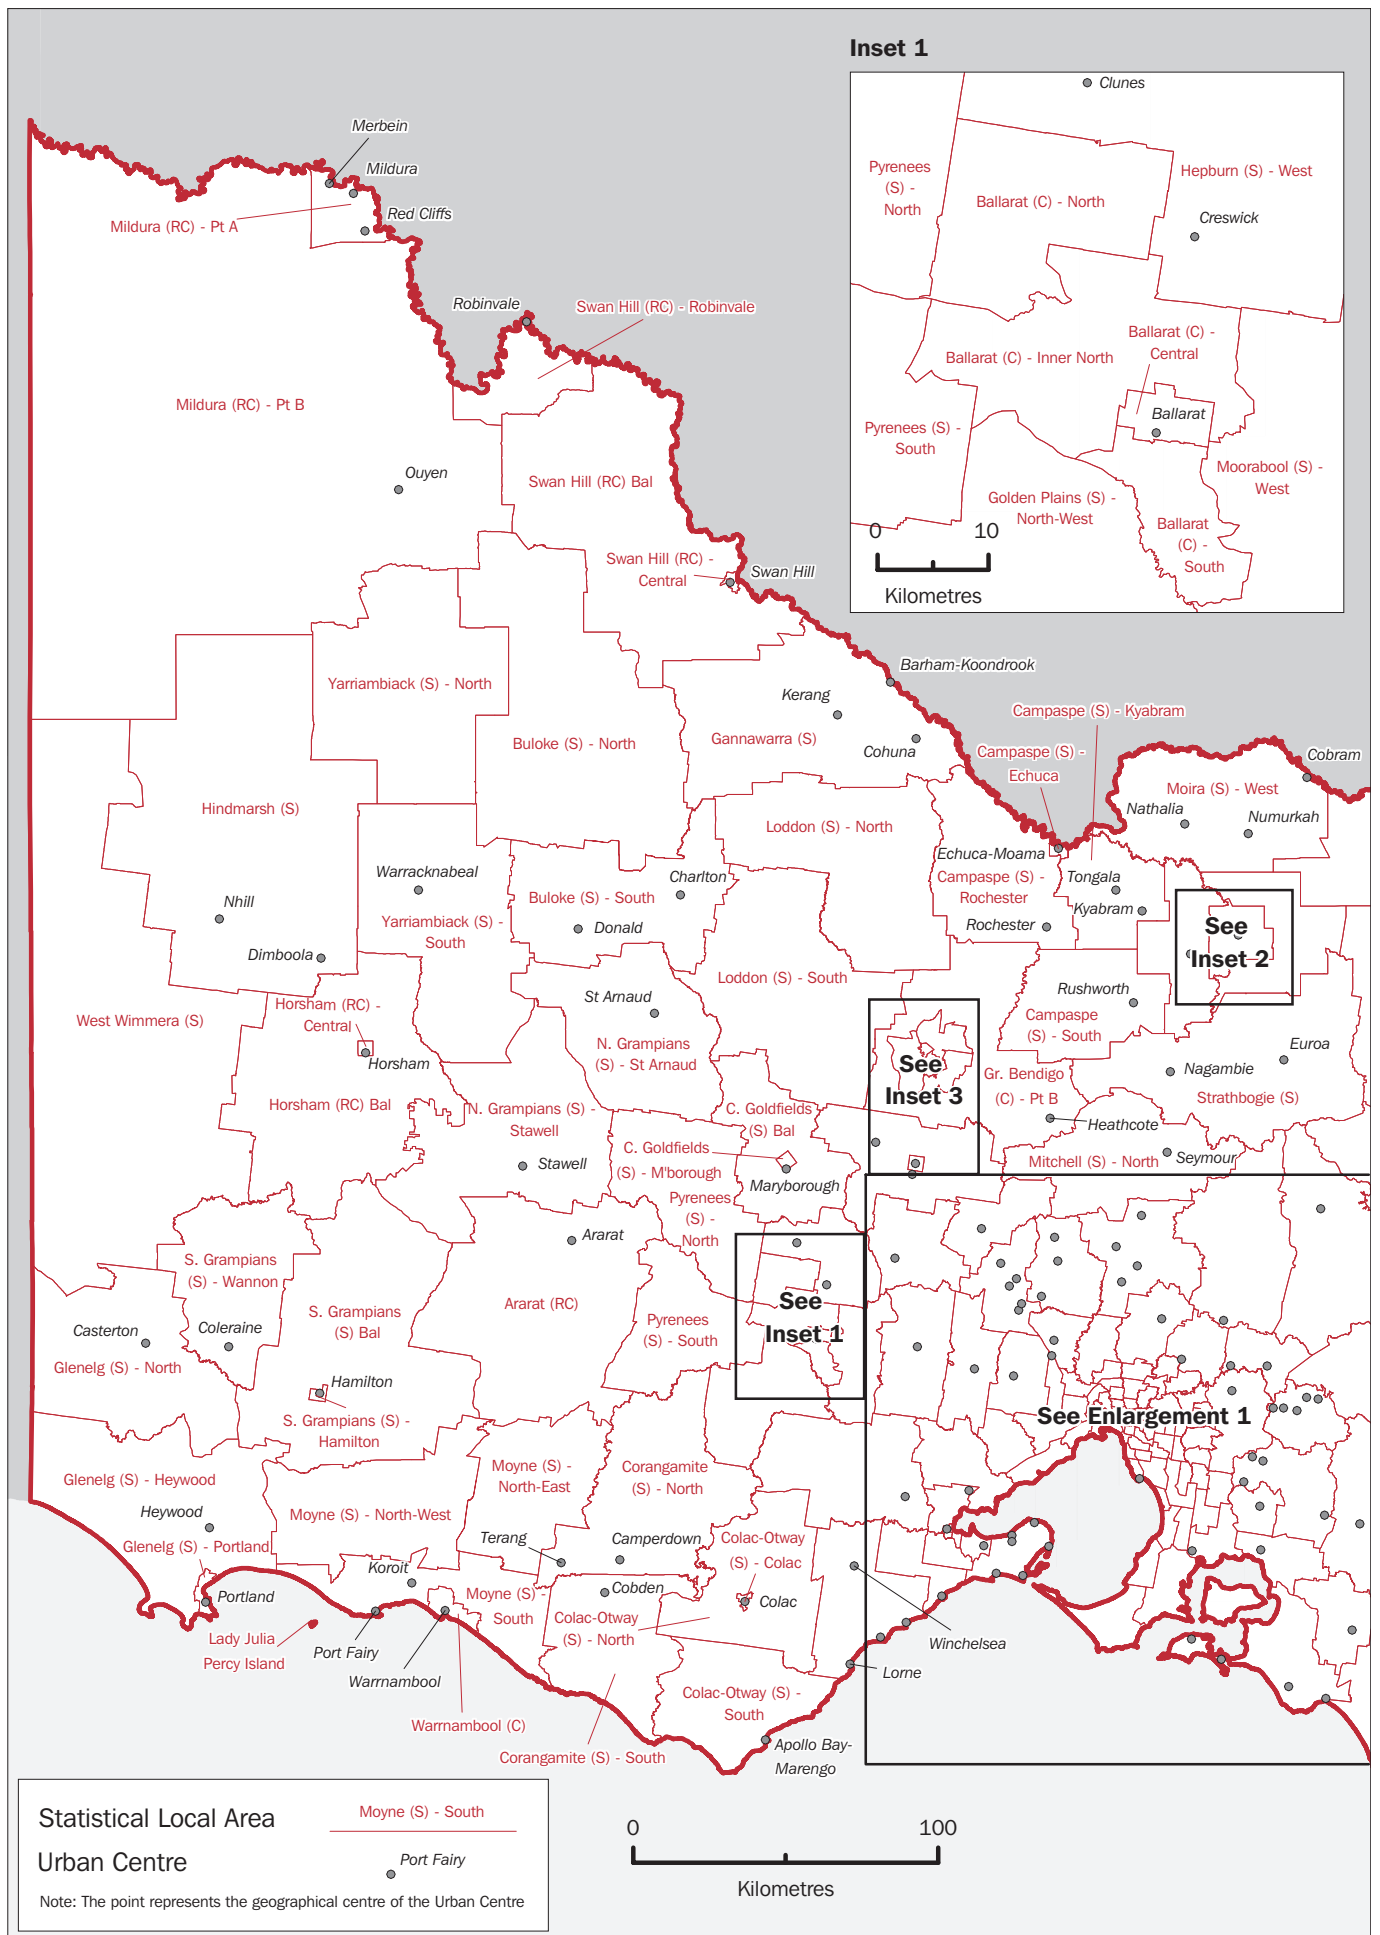 Inset 1
Clunes
Pyrenees
(S) -
North
Hepburn (S) - West
Ballarat (C) - North
Creswick
Ballarat (C) -
Central
Ballarat (C) - Inner North
Ballarat
Pyrenees (S) -
South
Moorabool (S) -
West
Golden Plains (S) -
North-West
Ballarat
(C) -
South
0
10
Kilometres
Merbein
Mildura
Mildura (RC) - Pt A
Red Cliffs
Robinvale
Swan Hill (RC) - Robinvale
Mildura (RC) - Pt B
Ouyen
Swan Hill (RC) Bal
Swan Hill (RC) -
Central
Swan Hill
Barham-Koondrook
Yarriambiack (S) - North
Kerang
Campaspe (S) - Kyabram
Buloke (S) - North
Gannawarra (S)
Cohuna
Campaspe (S) -
Echuca
Cobram
Moira (S) - West
Hindmarsh (S)
Loddon (S) - North
Nathalia
Numurkah
Echuca-Moama
Warracknabeal
Charlton
Campaspe (S) -
Rochester
Tongala
Buloke (S) - South
Nhill
Yarriambiack (S) -
South
Donald
Rochester
Kyabram
See
Inset 2
Dimboola
Loddon (S) - South
St Arnaud
Rushworth
Horsham (RC) -
Central
West Wimmera (S)
Campaspe
(S) - South
N. Grampians
(S) - St Arnaud
Euroa
Horsham
See
Inset 3
Gr. Bendigo
(C) - Pt B
Nagambie
Strathbogie (S)
Horsham (RC) Bal
N. Grampians (S) -
Stawell
C. Goldfields
(S) Bal
Heathcote
C. Goldfields
(S) - M'borough
Stawell
Mitchell (S) - North
Seymour
Maryborough
Pyrenees
(S) -
North
Ararat
S. Grampians
(S) - Wannon
Ararat (RC)
S. Grampians
(S) Bal
See
Inset 1
Casterton
Coleraine
Pyrenees
(S) - South
Glenelg (S) - North
Hamilton
S. Grampians (S) -
Hamilton
See Enlargement 1
Glenelg (S) - Heywood
Moyne (S) -
North-East
Corangamite
(S) - North
Heywood
Moyne (S) - North-West
Glenelg (S) - Portland
Terang
Camperdown
Colac-Otway
(S) - Colac
Koroit
Portland
Moyne (S) -
South
Cobden
Colac
Colac-Otway
(S) - North
Lady Julia
Percy Island
Port Fairy
Winchelsea
Warrnambool
Lorne
Colac-Otway (S) -
South
Warrnambool (C)
Corangamite (S) - South
Apollo Bay-
Marengo
Statistical Local Area
Moyne (S) - South
Urban Centre
Port Fairy
Note: The point represents the geographical centre of the Urban Centre
0
100
Kilometres